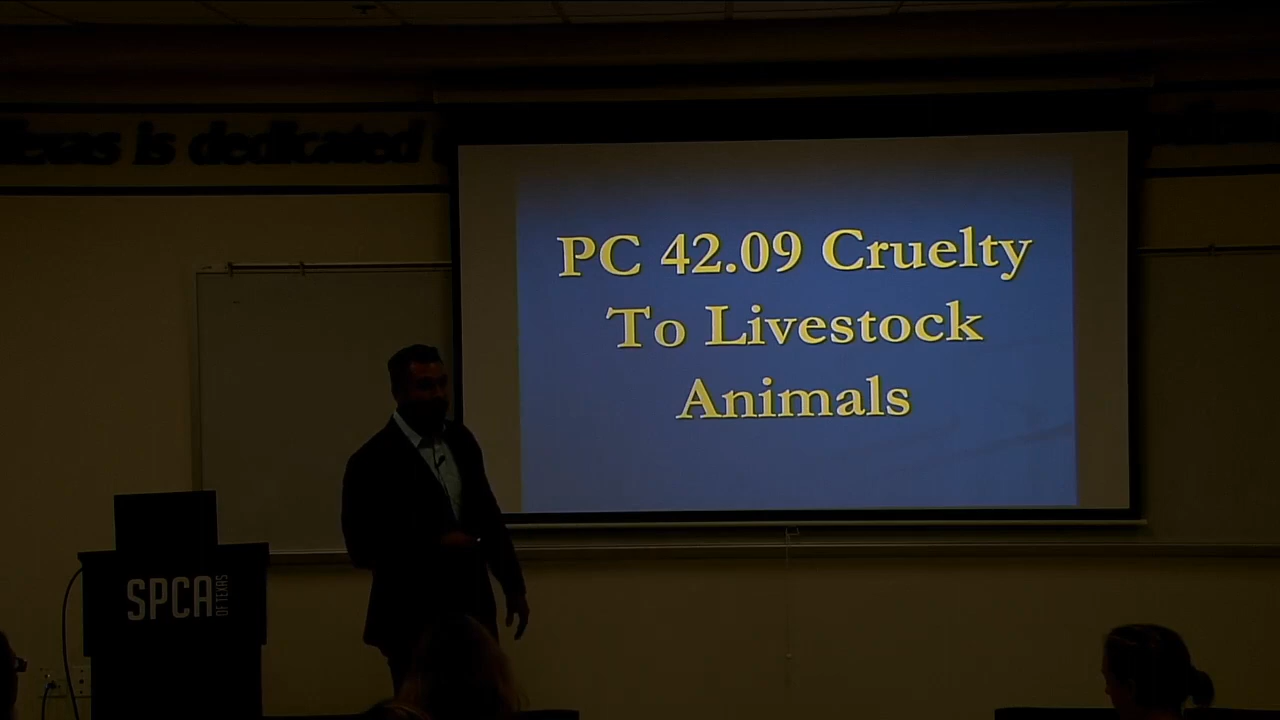 Texas is dedicated
PC 42.09 Cruelty
To Livestock
Animals
SPCA
OF TEXAS